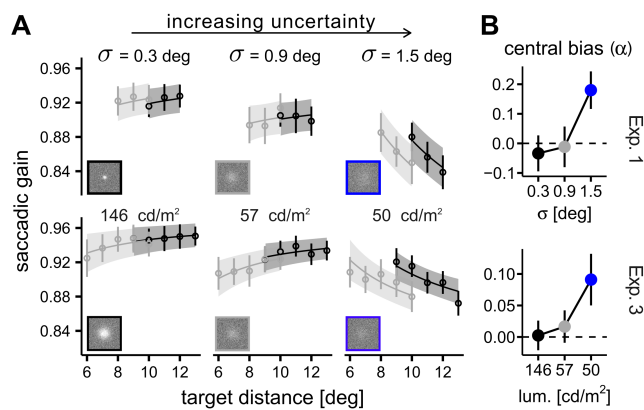 A
increasing uncertainty
σ = 0.3 deg
σ = 0.9 deg
σ = 1.5 deg
saccadic gain
0.96
0.92
0.88
0.84
146 cd/m²
57 cd/m²
50 cd/m²
0.96
0.92
0.88
0.84
6 8 10 12
6 8 10 12
6 8 10 12
target distance [deg]
B
central bias (α)
0.2
0.1
0.0
−0.1
0.3 0.9 1.5
σ [deg]
Exp. 1
0.10
0.05
0.00
146 57 50
lum. [cd/m²]
Exp. 3